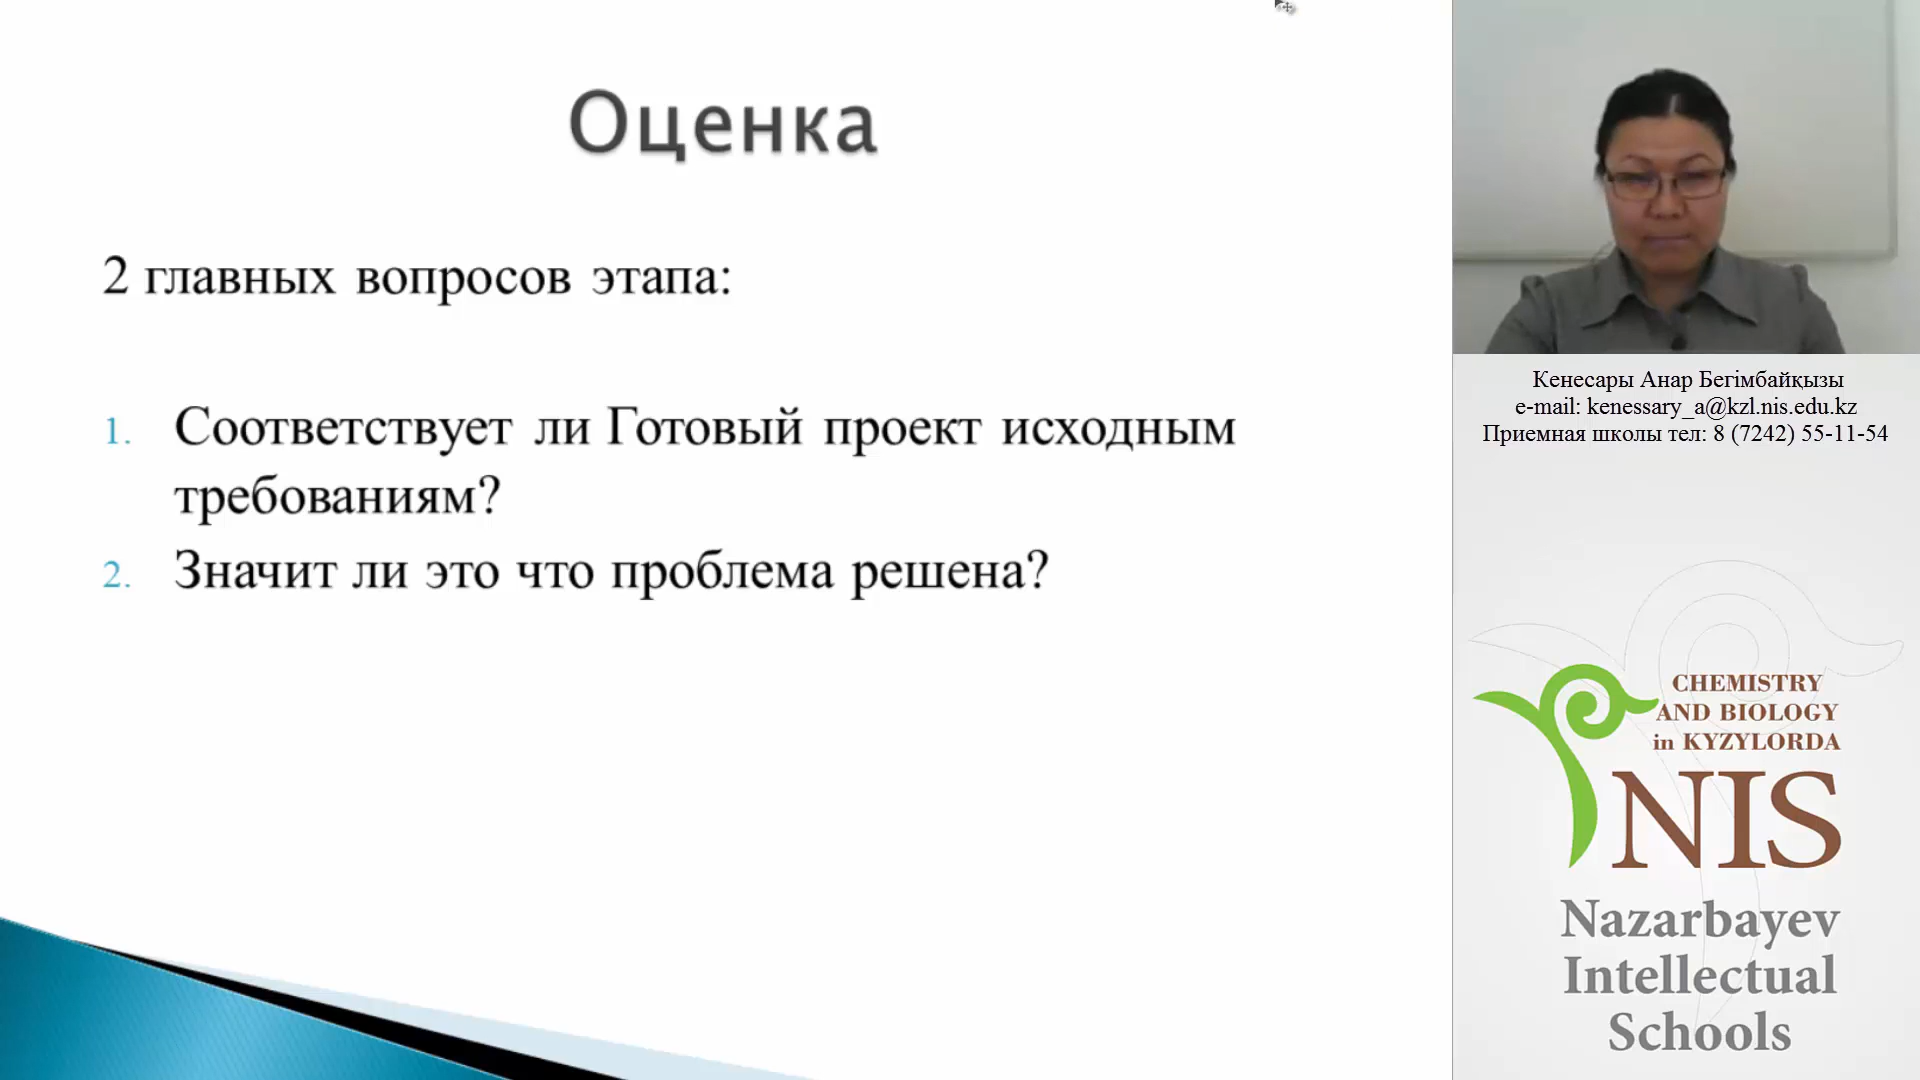 Оценка
2 главных вопросов этапа:
1. Соответствует ли Готовый проект исходным
требованиям?
2. Значит ли это что проблема решена?
Кенесары Анар Бегімбайқызы
e-mail: kenessary_a@kzl.nis.edu.kz
Приемная школы тел: 8 (7242) 55-11-54
CHEMISTRY
AND BIOLOGY
in KYZYLORDA
NIS
Nazarbayev
Intellectual
Schools